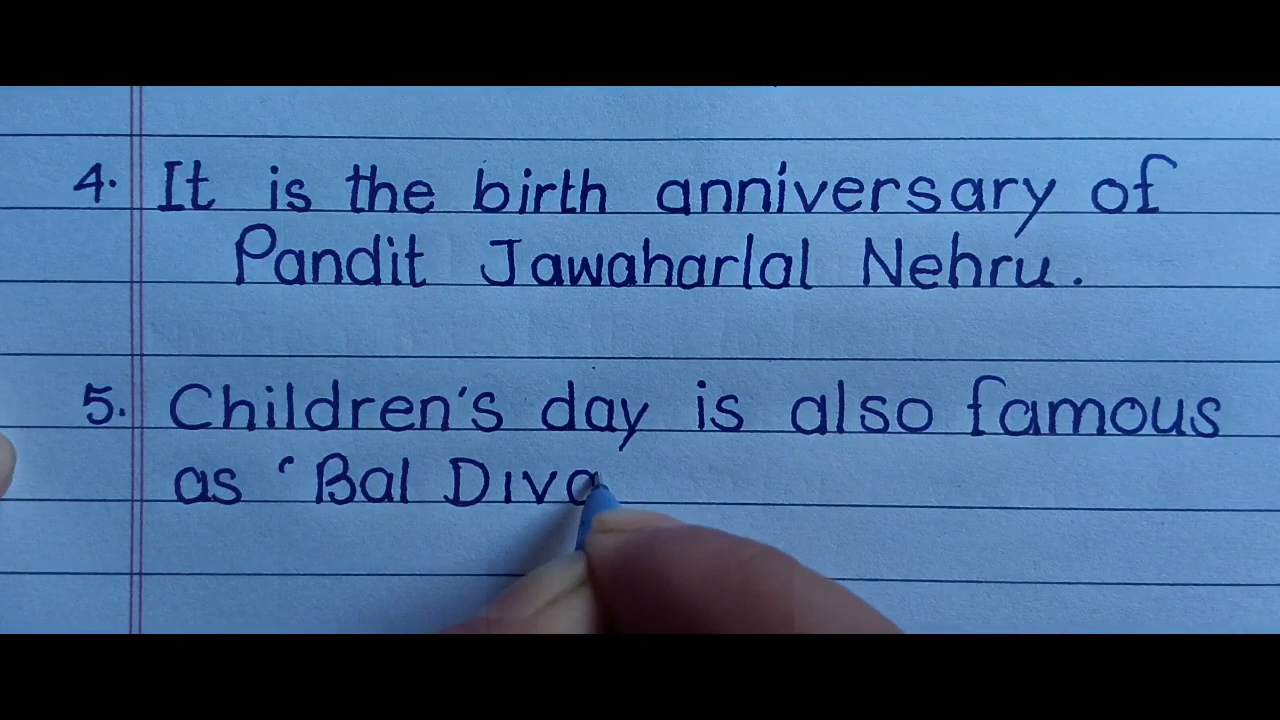 4. It is the birth anniversary of
Pandit Jawaharlal Nehru.
5. Children's day is also famous
as 'Bal Diva